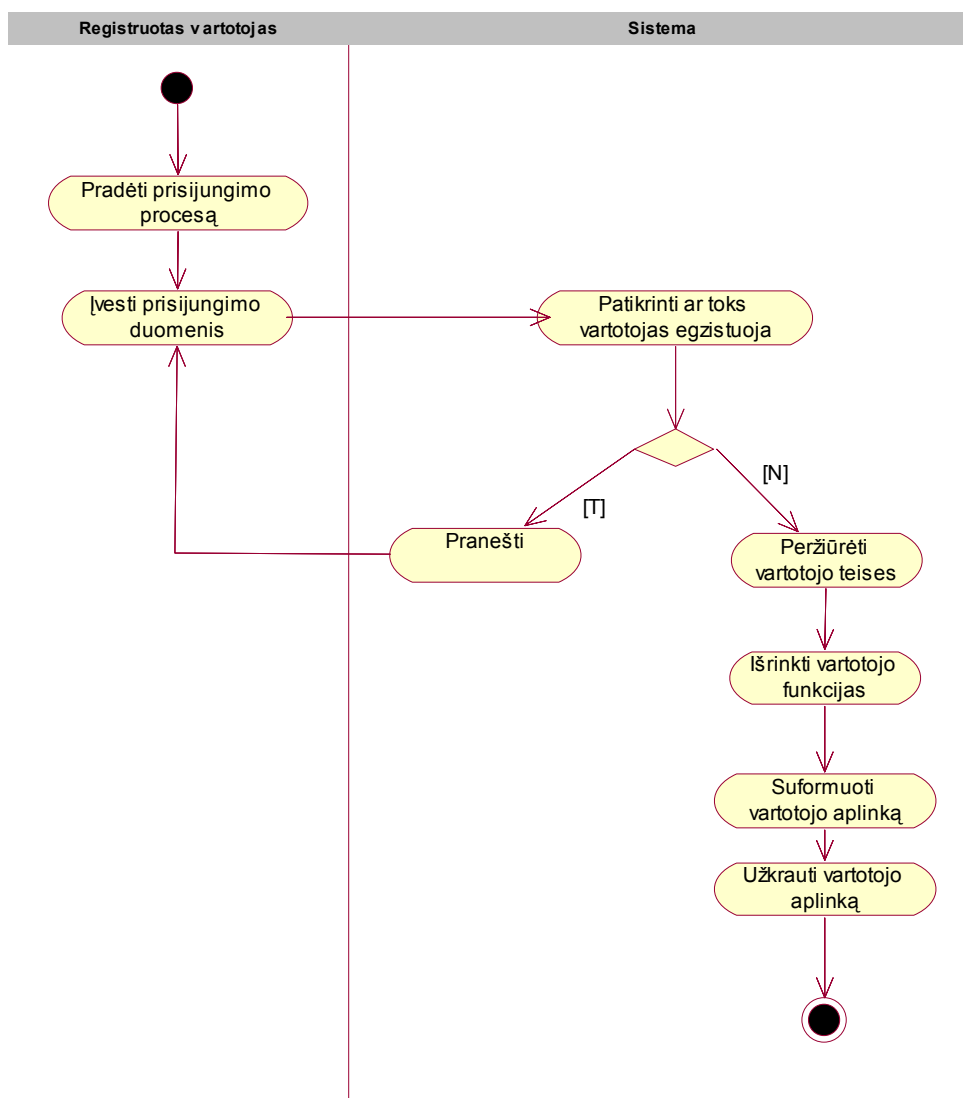 Registruotas vartotojas
Sistema
Pradėti prisijungimo
procesą
Įvesti prisijungimo
duomenis
Patikrinti ar toks
vartotojas egzistuoja
[N]
[T]
Pranešti
Peržiūrėti
vartotojo teises
Išrinkti vartotojo
funkcijas
Suformuoti
vartotojo aplinką
Užkrauti vartotojo
aplinką